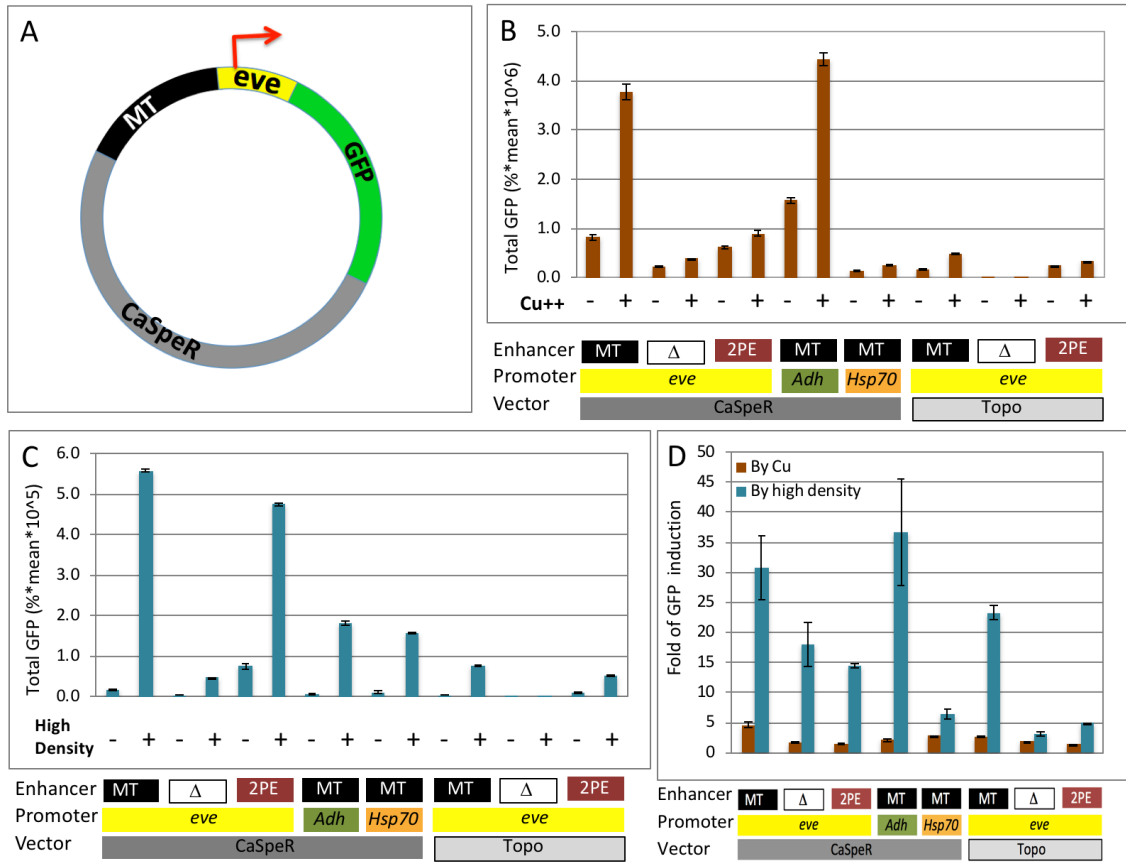 A
MT
eve
GFP
CaSpeR
B
Total GFP (%*mean*10^6)
5.0
4.0
3.0
2.0
1.0
0.0
Cu++ - + - + - + - + - + - + - + - +
Enhancer MT Δ 2PE MT MT MT Δ 2PE
Promoter eve Adh Hsp70 eve
Vector CaSpeR Topo
C
Total GFP (%*mean*10^5)
6.0
5.0
4.0
3.0
2.0
1.0
0.0
High
Density - + - + - + - + - + - + - + - +
Enhancer MT Δ 2PE MT MT MT Δ 2PE
Promoter eve Adh Hsp70 eve
Vector CaSpeR Topo
D
By Cu
By high density
Fold of GFP induction
50
45
40
35
30
25
20
15
10
5
0
Enhancer MT Δ 2PE MT MT MT Δ 2PE
Promoter eve Adh Hsp70 eve
Vector CaSpeR Topo